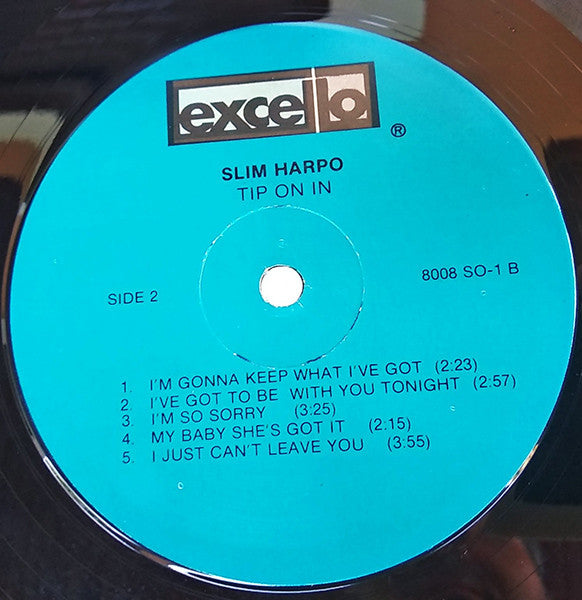 excello
®
SLIM HARPO
TIP ON IN
SIDE 2
8008 SO-1 B
1. I'M GONNA KEEP WHAT I'VE GOT (2:23)
2. I'VE GOT TO BE WITH YOU TONIGHT (2:57)
3. I'M SO SORRY (3:25)
4. MY BABY SHE'S GOT IT (2.15)
5. I JUST CAN'T LEAVE YOU (3:55)